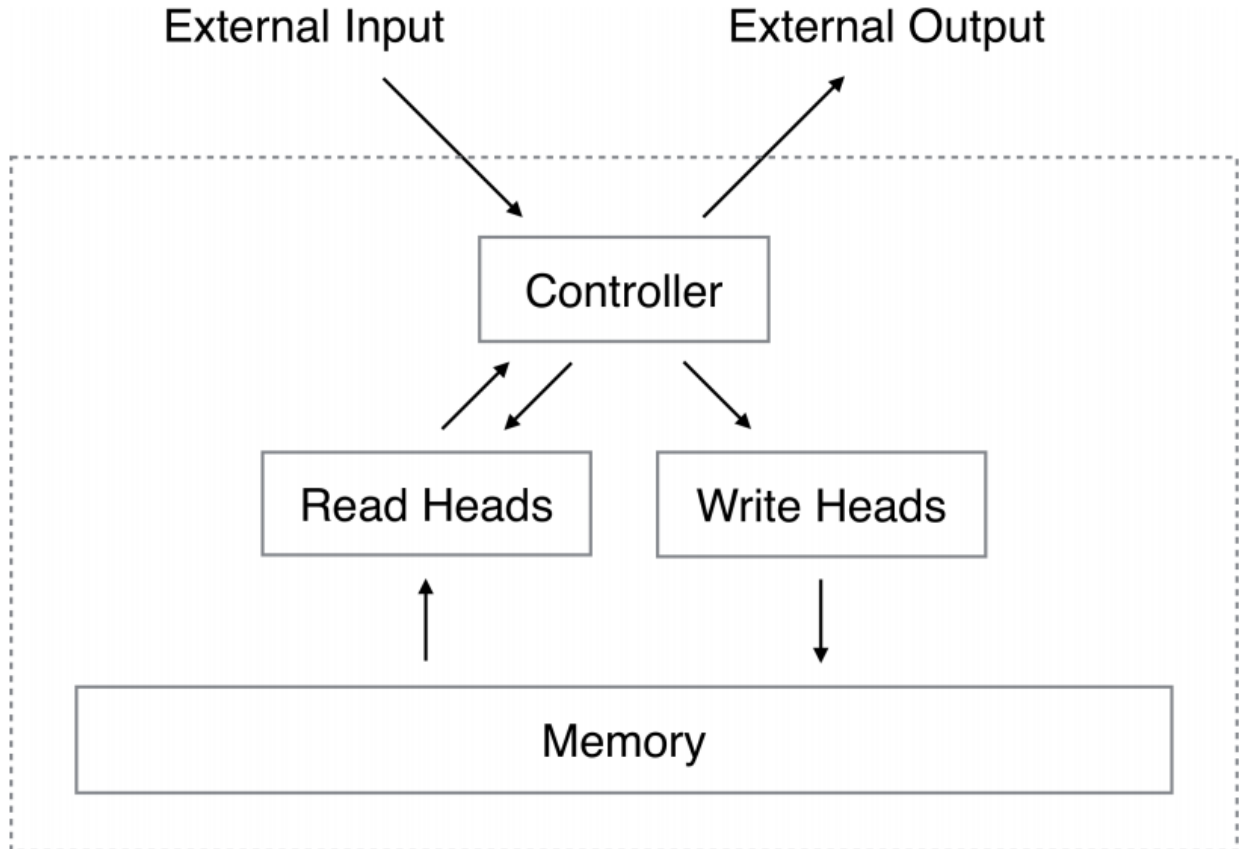 External Input
External Output
Controller
Read Heads
Write Heads
Memory